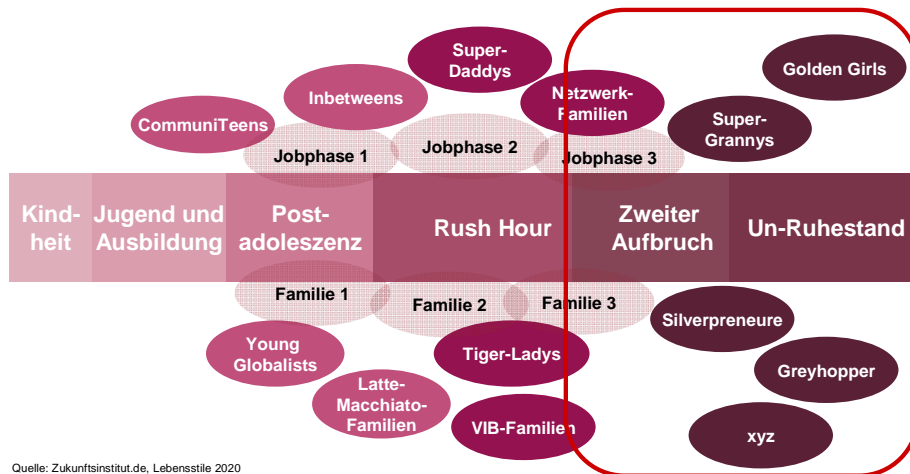 Super-
Daddys
Golden Girls
Inbetweens
Netzwerk-
Familien
CommuniTeens
Super-
Grannys
Jobphase 1
Jobphase 2
Jobphase 3
Kind-
heit
Jugend und
Ausbildung
Post-
adoleszenz
Rush Hour
Zweiter
Aufbruch
Un-Ruhestand
Familie 1
Familie 2
Familie 3
Silverpreneure
Young
Globalists
Tiger-Ladys
Greyhopper
Latte-
Macchiato-
Familien
VIB-Familien
xyz
Quelle: Zukunftsinstitut.de, Lebensstile 2020